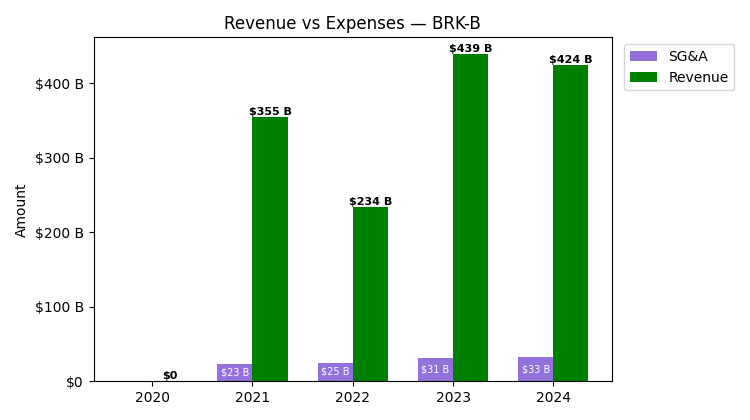 Revenue vs Expenses — BRK-B
SG&A
Revenue
Amount
$400 B
$300 B
$200 B
$100 B
$0
$0
$355 B
$234 B
$439 B
$424 B
$23 B
$25 B
$31 B
$33 B
2020
2021
2022
2023
2024